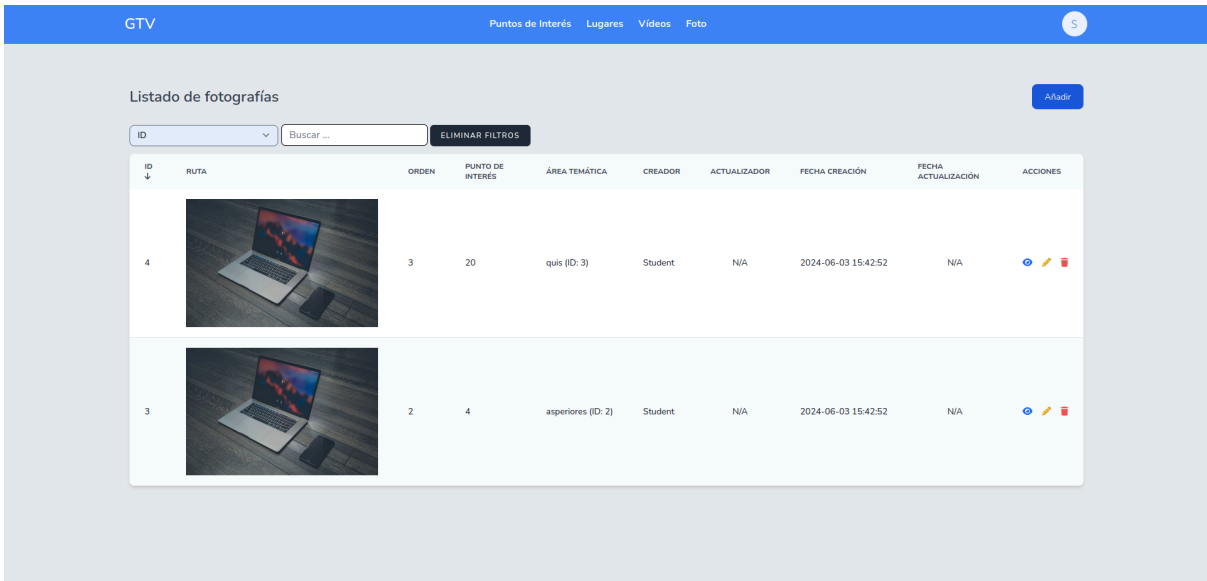 GTV Puntos de Interés Lugares Vídeos Foto S
Listado de fotografías Añadir
ID Buscar ... ELIMINAR FILTROS
ID ↓ RUTA ORDEN PUNTO DE INTERÉS ÁREA TEMÁTICA CREADOR ACTUALIZADOR FECHA CREACIÓN FECHA ACTUALIZACIÓN ACCIONES
4 3 20 quis (ID: 3) Student N/A 2024-06-03 15:42:52 N/A
3 2 4 asperiores (ID: 2) Student N/A 2024-06-03 15:42:52 N/A